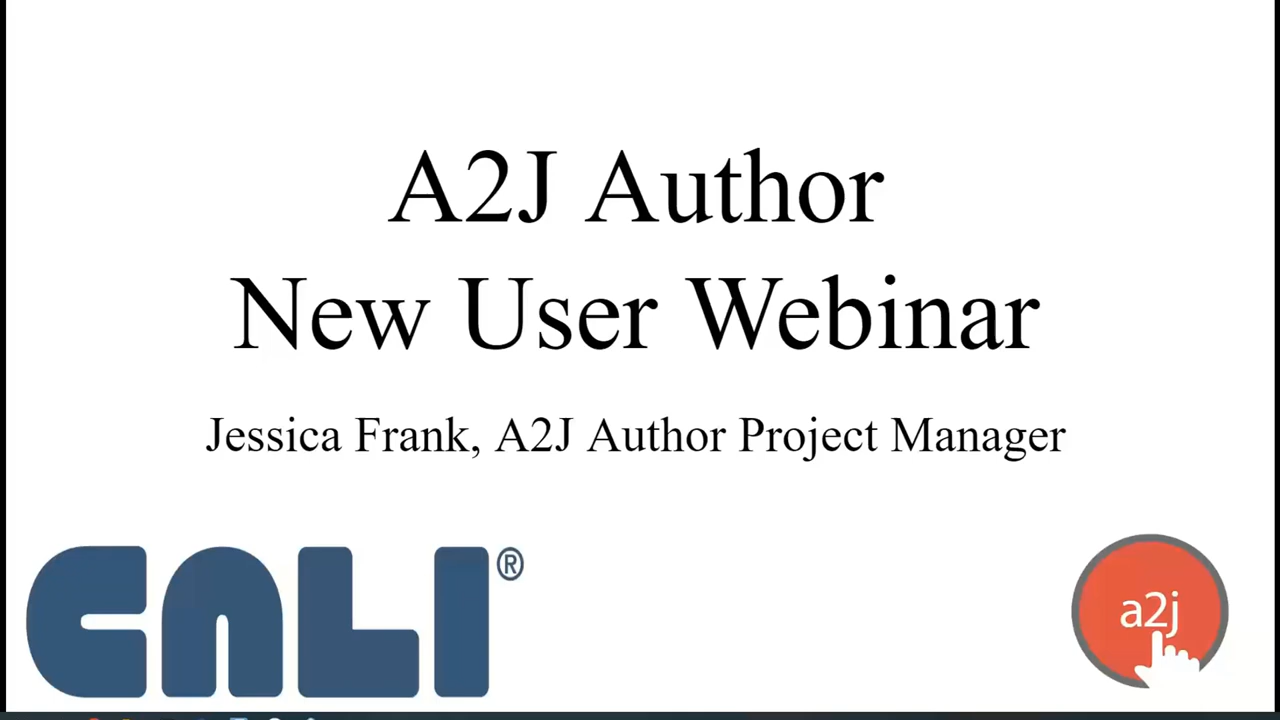 A2J Author
New User Webinar
Jessica Frank, A2J Author Project Manager
CALI®
a2j